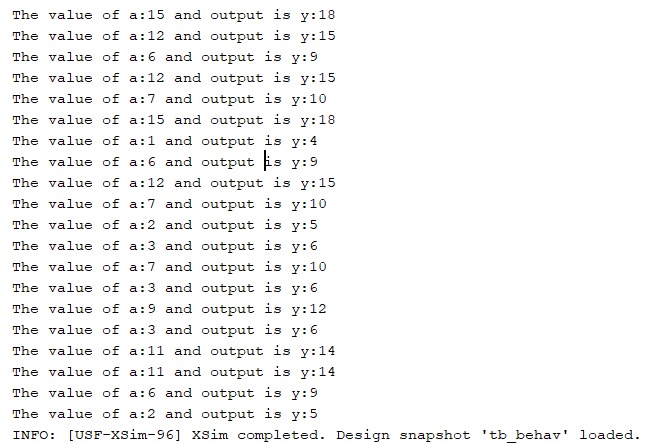 The value of a:15 and output is y:18
The value of a:12 and output is y:15
The value of a:6 and output is y:9
The value of a:12 and output is y:15
The value of a:7 and output is y:10
The value of a:15 and output is y:18
The value of a:1 and output is y:4
The value of a:6 and output is y:9
The value of a:12 and output is y:15
The value of a:7 and output is y:10
The value of a:2 and output is y:5
The value of a:3 and output is y:6
The value of a:7 and output is y:10
The value of a:3 and output is y:6
The value of a:9 and output is y:12
The value of a:3 and output is y:6
The value of a:11 and output is y:14
The value of a:11 and output is y:14
The value of a:6 and output is y:9
The value of a:2 and output is y:5
INFO: [USF-XSim-96] XSim completed. Design snapshot 'tb_behav' loaded.